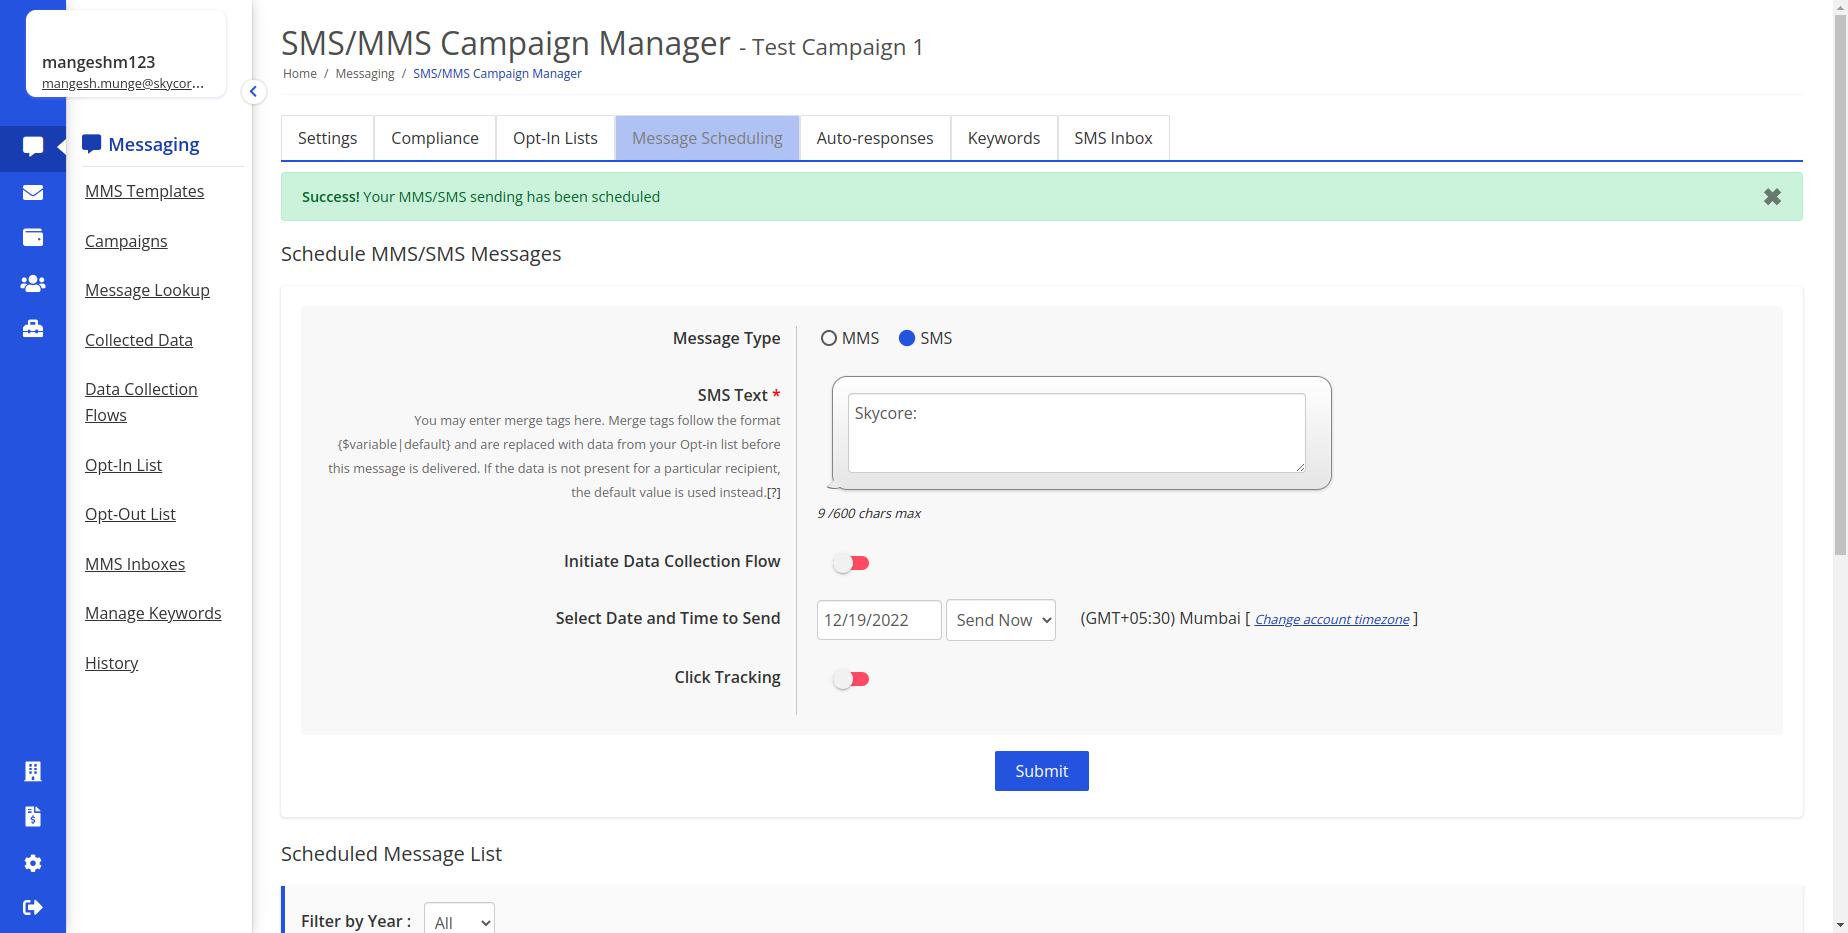 mangeshm123
mangesh.munge@skycor...
Messaging
MMS Templates
Campaigns
Message Lookup
Collected Data
Data Collection
Flows
Opt-In List
Opt-Out List
MMS Inboxes
Manage Keywords
History
SMS/MMS Campaign Manager - Test Campaign 1
Home / Messaging / SMS/MMS Campaign Manager
Settings Compliance Opt-In Lists Message Scheduling Auto-responses Keywords SMS Inbox
Success! Your MMS/SMS sending has been scheduled
Schedule MMS/SMS Messages
Message Type MMS SMS
SMS Text *
You may enter merge tags here. Merge tags follow the format
{$variable|default} and are replaced with data from your Opt-in list before
this message is delivered. If the data is not present for a particular recipient,
the default value is used instead.[?]
Skycore:
9 /600 chars max
Initiate Data Collection Flow
Select Date and Time to Send 12/19/2022 Send Now (GMT+05:30) Mumbai [ Change account timezone ]
Click Tracking
Submit
Scheduled Message List
Filter by Year : All